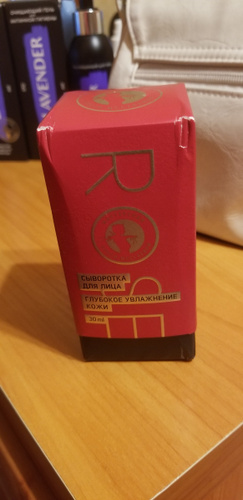 LAVENDER
ROSE
СЫВОРОТКА
ДЛЯ ЛИЦА
ГЛУБОКОЕ УВЛАЖНЕНИЕ
КОЖИ
30 ml